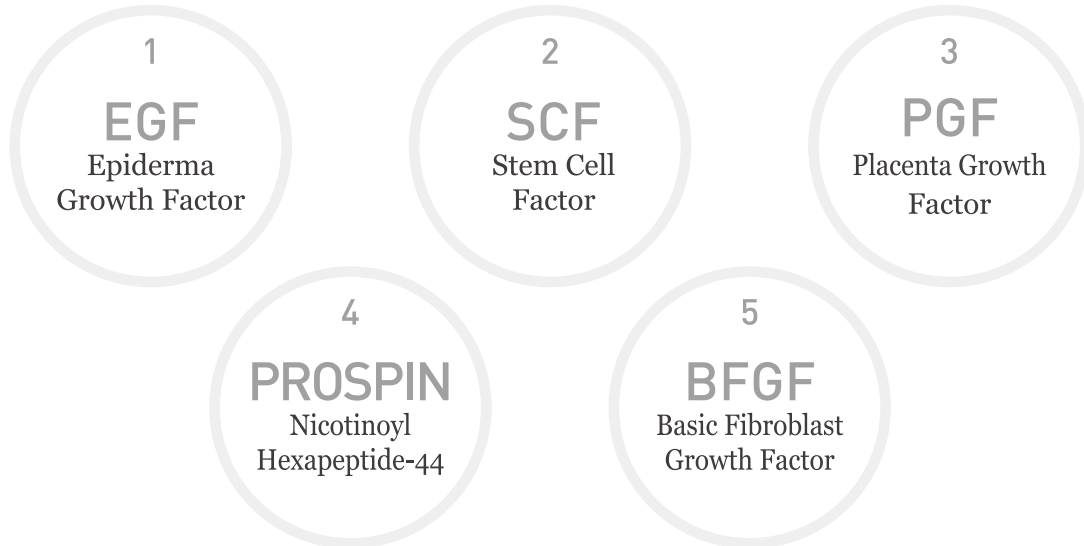 1
EGF
Epiderma
Growth Factor
2
SCF
Stem Cell
Factor
3
PGF
Placenta Growth
Factor
4
PROSPIN
Nicotinoyl
Hexapeptide-44
5
BFGF
Basic Fibroblast
Growth Factor